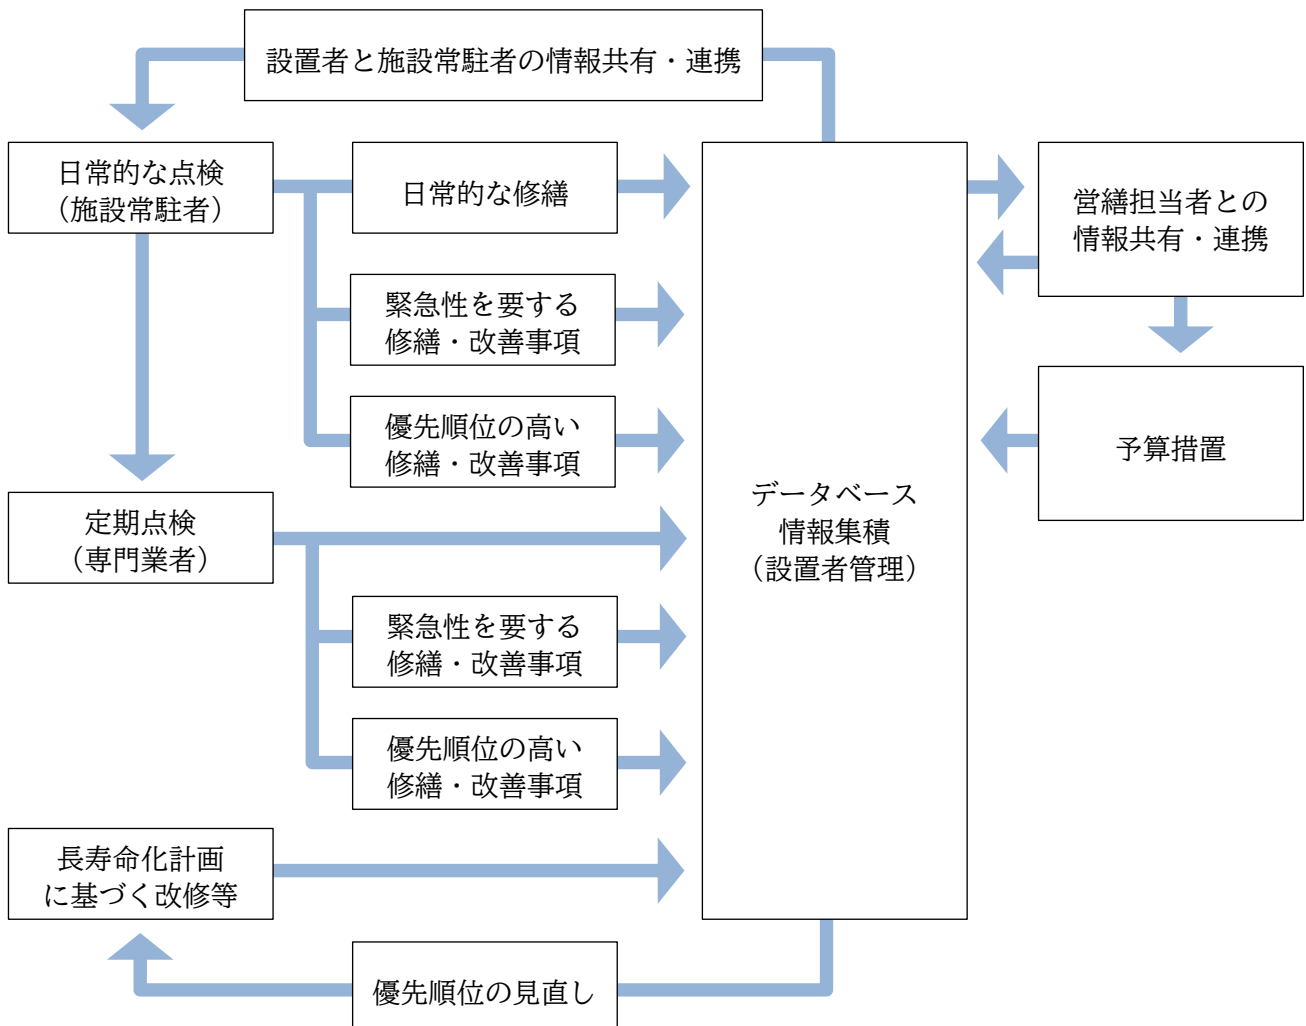 設置者と施設常駐者の情報共有・連携
日常的な点検
（施設常駐者）
日常的な修繕
緊急性を要する
修繕・改善事項
優先順位の高い
修繕・改善事項
定期点検
（専門業者）
緊急性を要する
修繕・改善事項
優先順位の高い
修繕・改善事項
長寿命化計画
に基づく改修等
優先順位の見直し
データベース
情報集積
（設置者管理）
営繕担当者との
情報共有・連携
予算措置